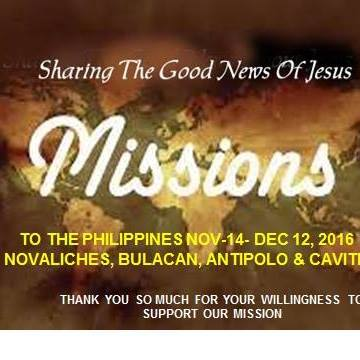 Sharing The Good News Of Jesus
Missions
TO THE PHILIPPINES NOV-14- DEC 12, 2016
NOVALICHES, BULACAN, ANTIPOLO & CAVIT
THANK YOU SO MUCH FOR YOUR WILLINGNESS TO
SUPPORT OUR MISSION